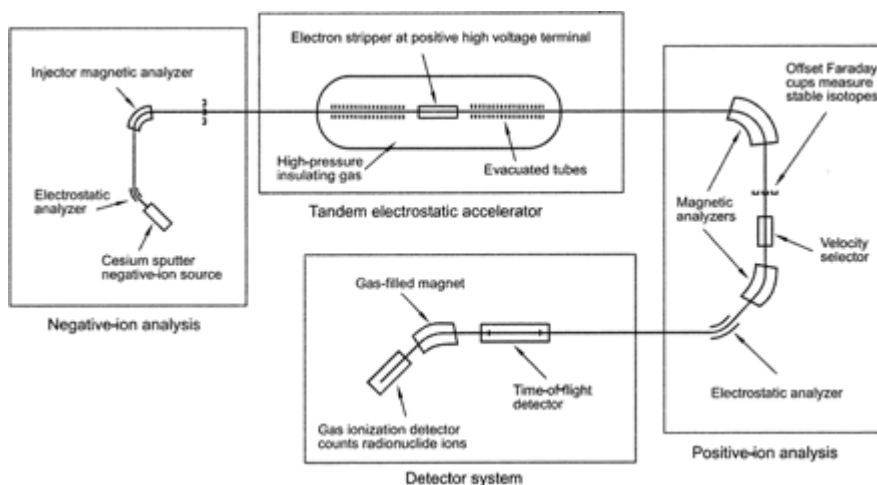 Injector magnetic analyzer
Electrostatic
analyzer
Cesium sputter
negative-ion source
Negative-ion analysis
Electron stripper at positive high voltage terminal
High-pressure
insulating gas
Evacuated tubes
Tandem electrostatic accelerator
Offset Faraday
cups measure
stable isotopes
Magnetic
analyzers
Velocity
selector
Electrostatic analyzer
Positive-ion analysis
Gas-filled magnet
Time-of-flight
detector
Gas ionization detector
counts radionuclide ions
Detector system